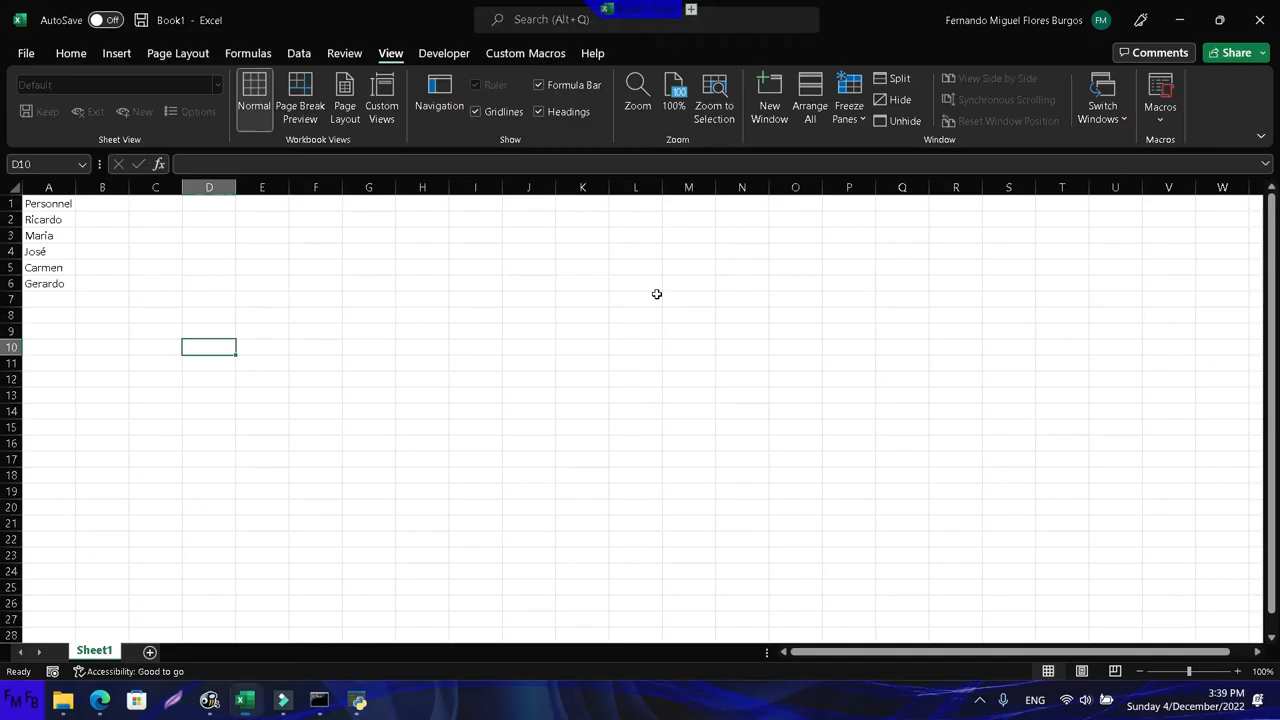 AutoSave Off Book1 - Excel Search (Alt+Q) Fernando Miguel Flores Burgos FM
File Home Insert Page Layout Formulas Data Review View Developer Custom Macros Help Comments Share
Default
Keep Exit New Options
Sheet View
Normal
Page Break Preview
Page Layout
Custom Views
Workbook Views
Navigation
Ruler Formula Bar
Gridlines Headings
Show
Zoom
100
100%
Zoom to Selection
Zoom
New Window
Arrange All
Freeze Panes
Split
Hide
Unhide
View Side by Side
Synchronous Scrolling
Reset Window Position
Window
Switch Windows
Macros
Macros
D10 fx
A B C D E F G H I J K L M N O P Q R S T U V W
1 Personnel
2 Ricardo
3 Maria
4 José
5 Carmen
6 Gerardo
7
8
9
10
11
12
13
14
15
16
17
18
19
20
21
22
23
24
25
26
27
28
Sheet1
Ready Accessibility: Good to go 100%
FM FB ENG 3:39 PM
Sunday 4/December/2022